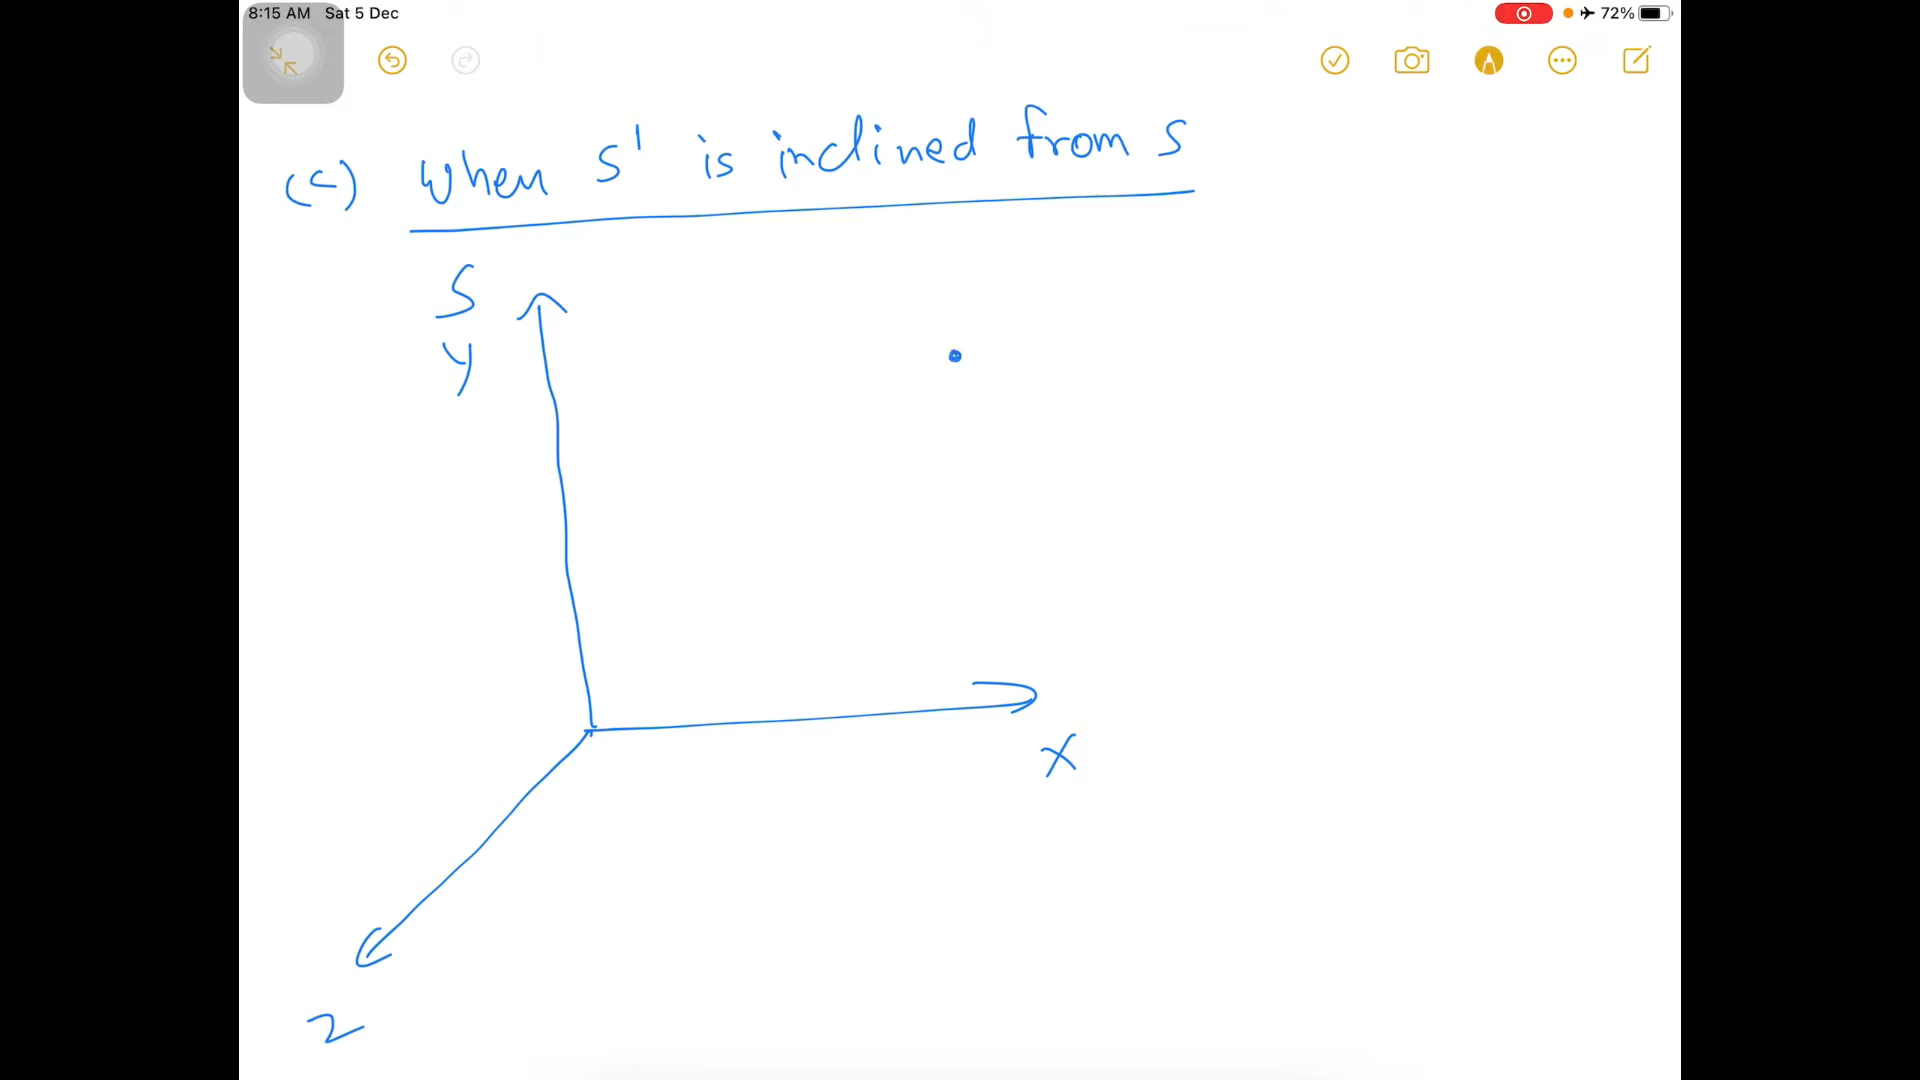 8:15 AM Sat 5 Dec
72%
(c) When S' is inclined from S
S
Y
X
Z